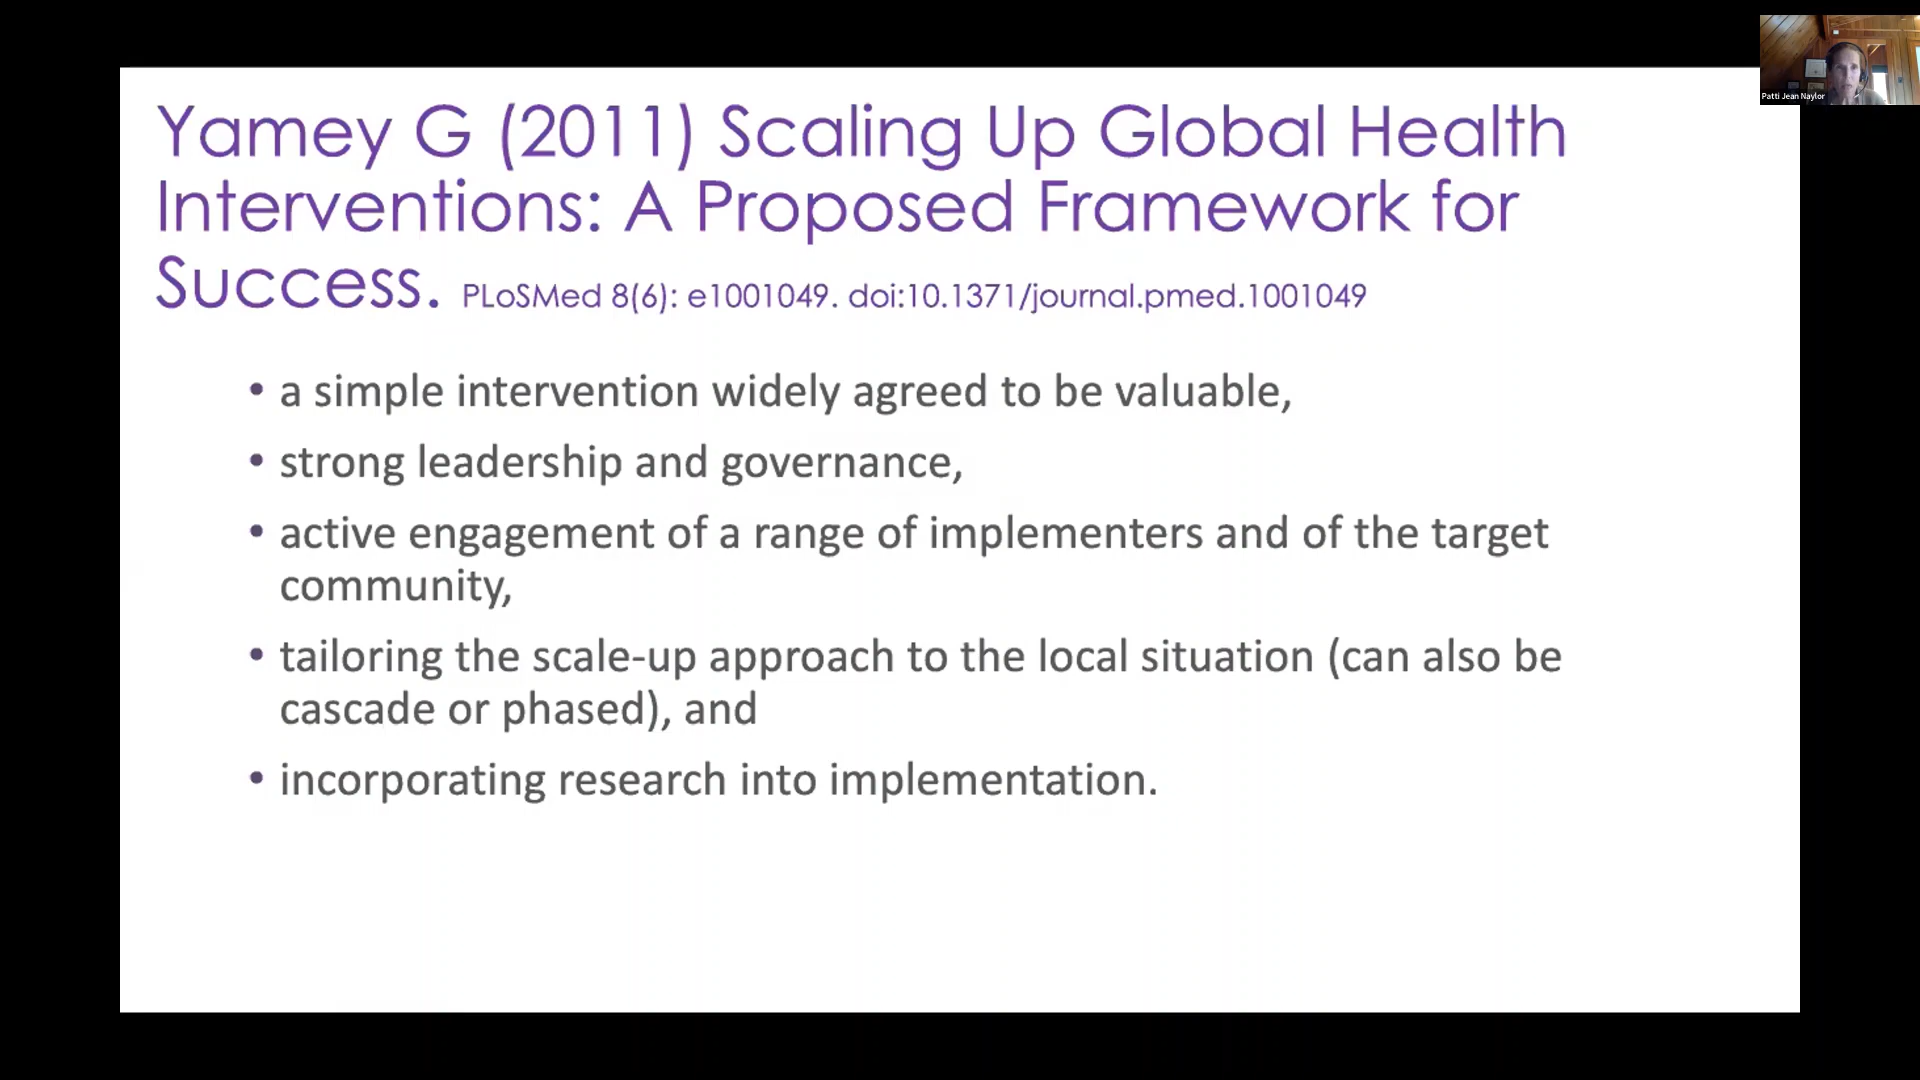 Patti Jean Naylor
Yamey G (2011) Scaling Up Global Health
Interventions: A Proposed Framework for
Success. PLoSMed 8(6): e1001049. doi:10.1371/journal.pmed.1001049
• a simple intervention widely agreed to be valuable,
• strong leadership and governance,
• active engagement of a range of implementers and of the target
community,
• tailoring the scale-up approach to the local situation (can also be
cascade or phased), and
• incorporating research into implementation.